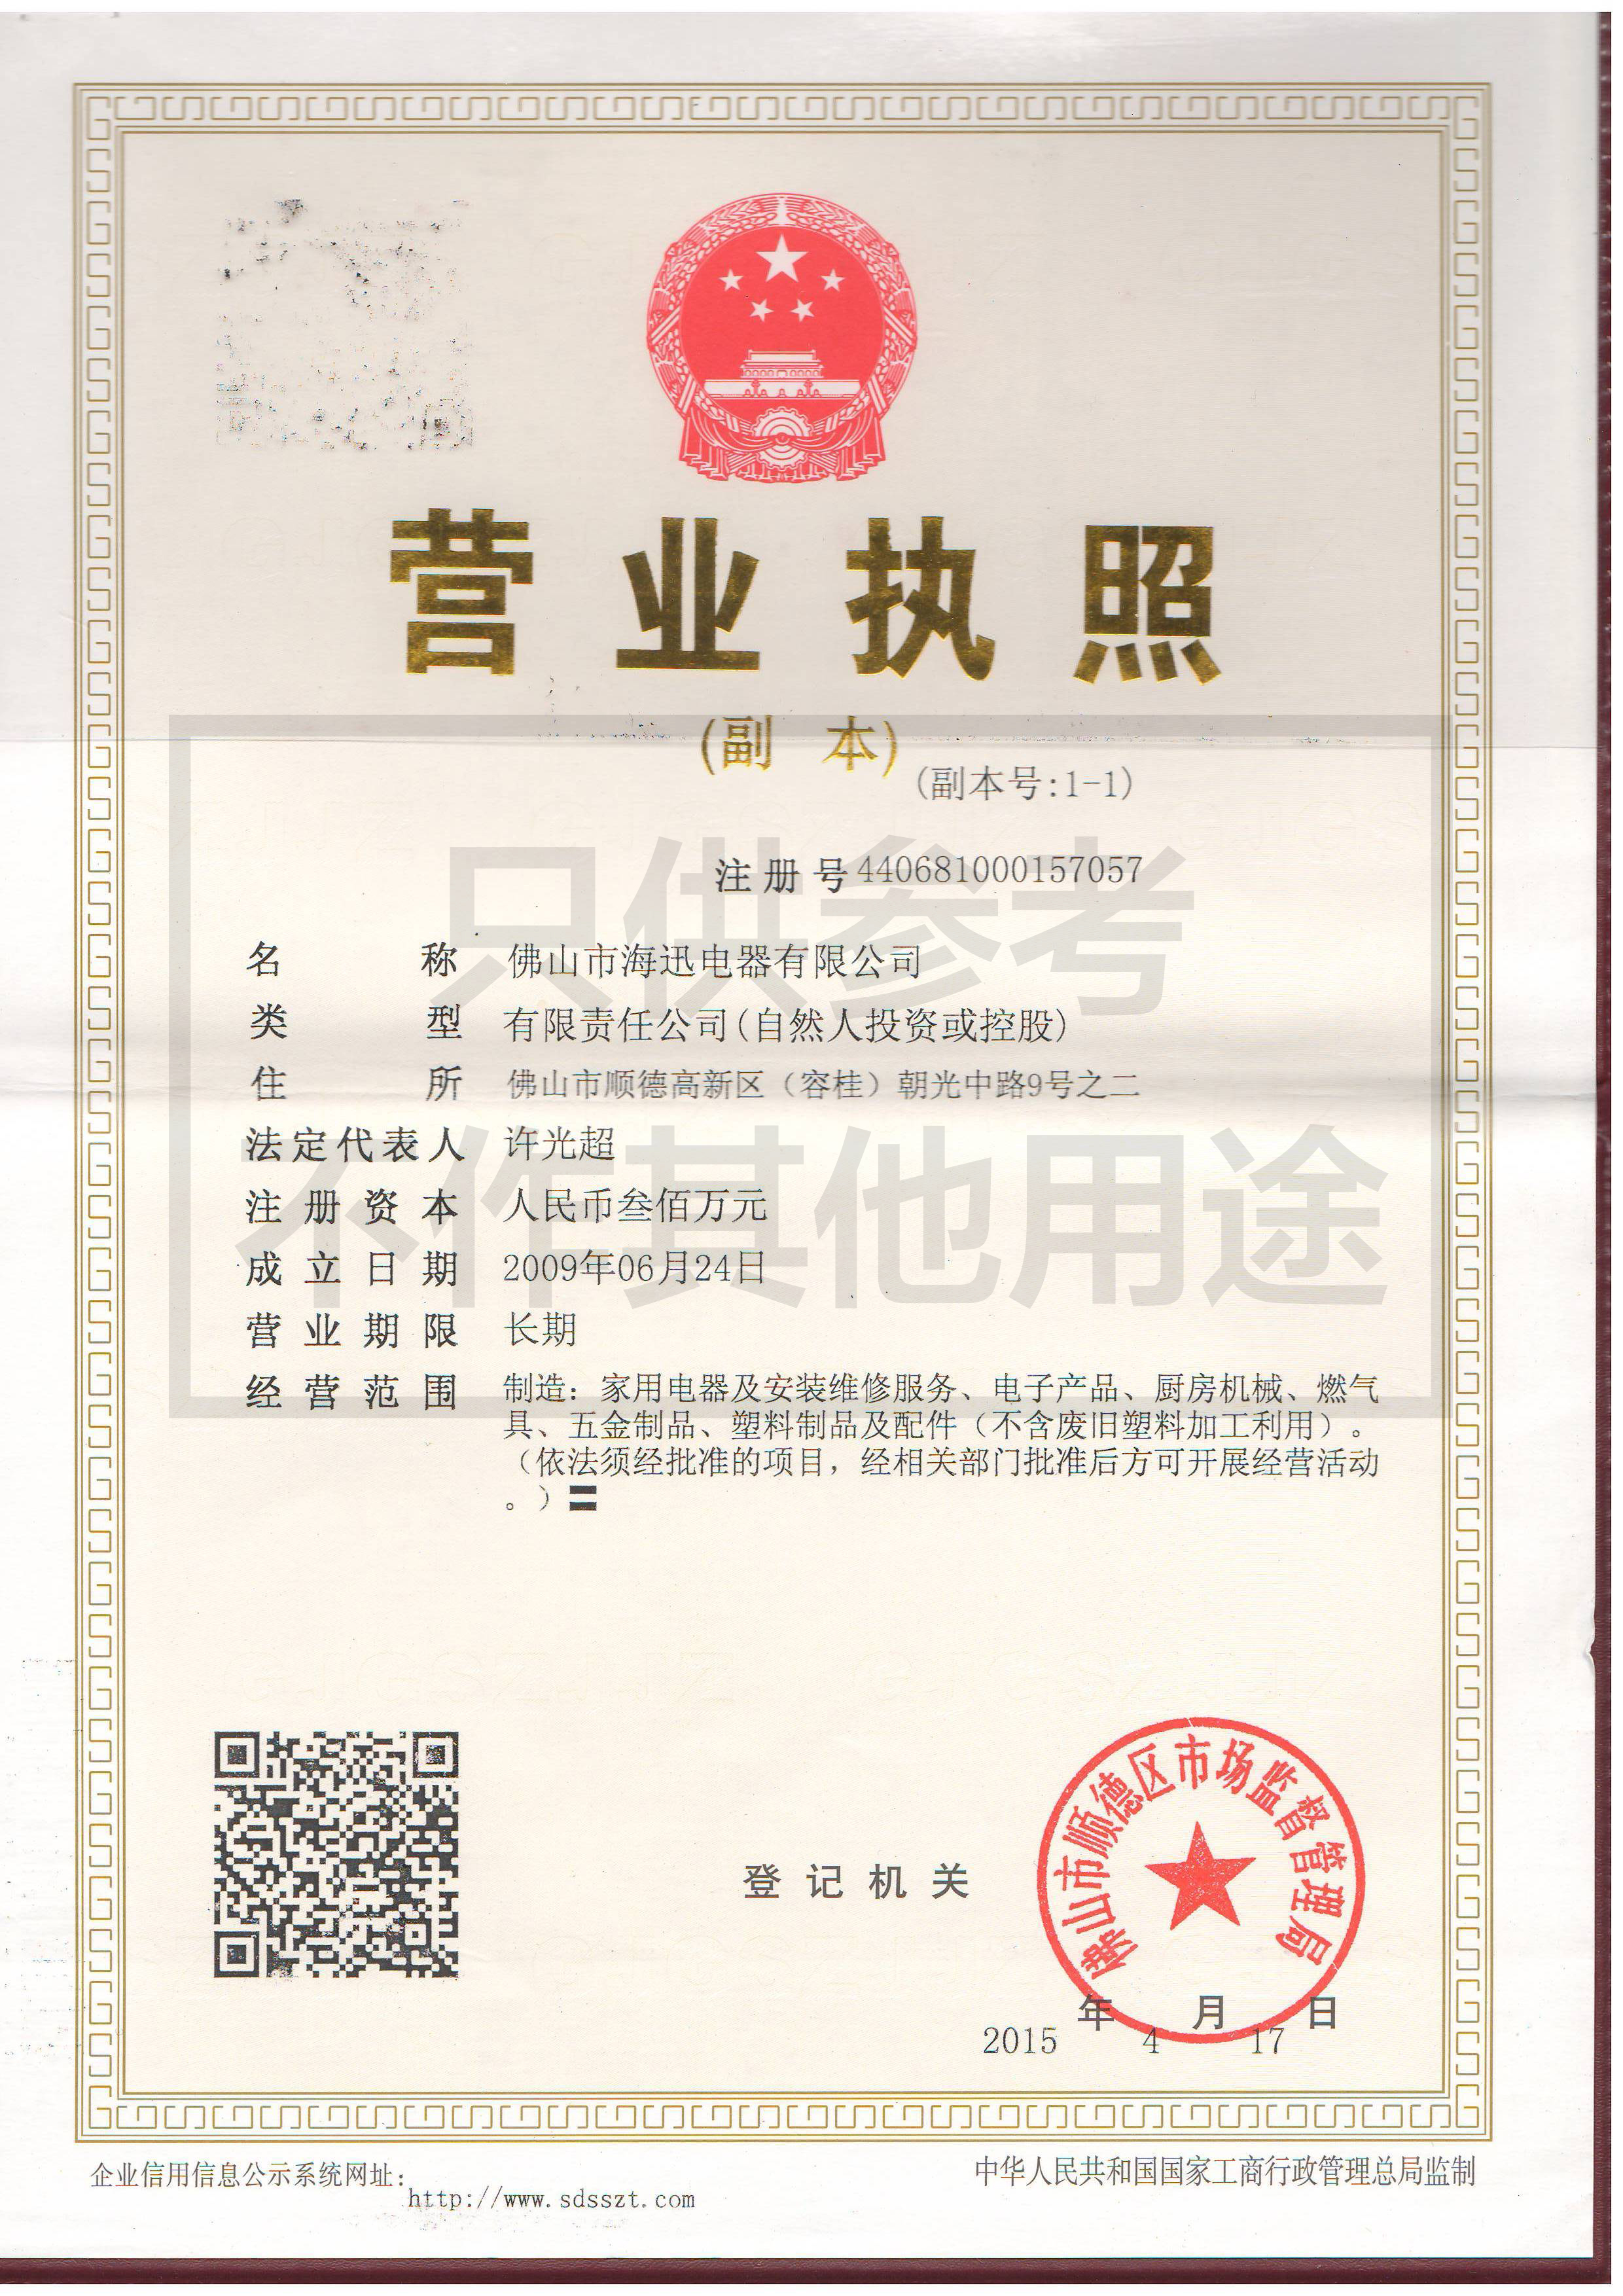 营业执照
(副 本)
(副本号:1-1)
注册号440681000157057
只供参考
名 称 佛山市海迅电器有限公司
类 型 有限责任公司(自然人投资或控股)
住 所 佛山市顺德高新区（容桂）朝光中路9号之二
不作其他用途
法定代表人 许光超
注册资本 人民币叁佰万元
成立日期 2009年06月24日
营业期限 长期
经营范围 制造：家用电器及安装维修服务、电子产品、厨房机械、燃气
具、五金制品、塑料制品及配件（不含废旧塑料加工利用）。
（依法须经批准的项目，经相关部门批准后方可开展经营活动
。）〓
佛山市顺德区市场监督管理局
登记机关
2015年4月17日
企业信用信息公示系统网址：http://www.sdsszt.com
中华人民共和国国家工商行政管理总局监制